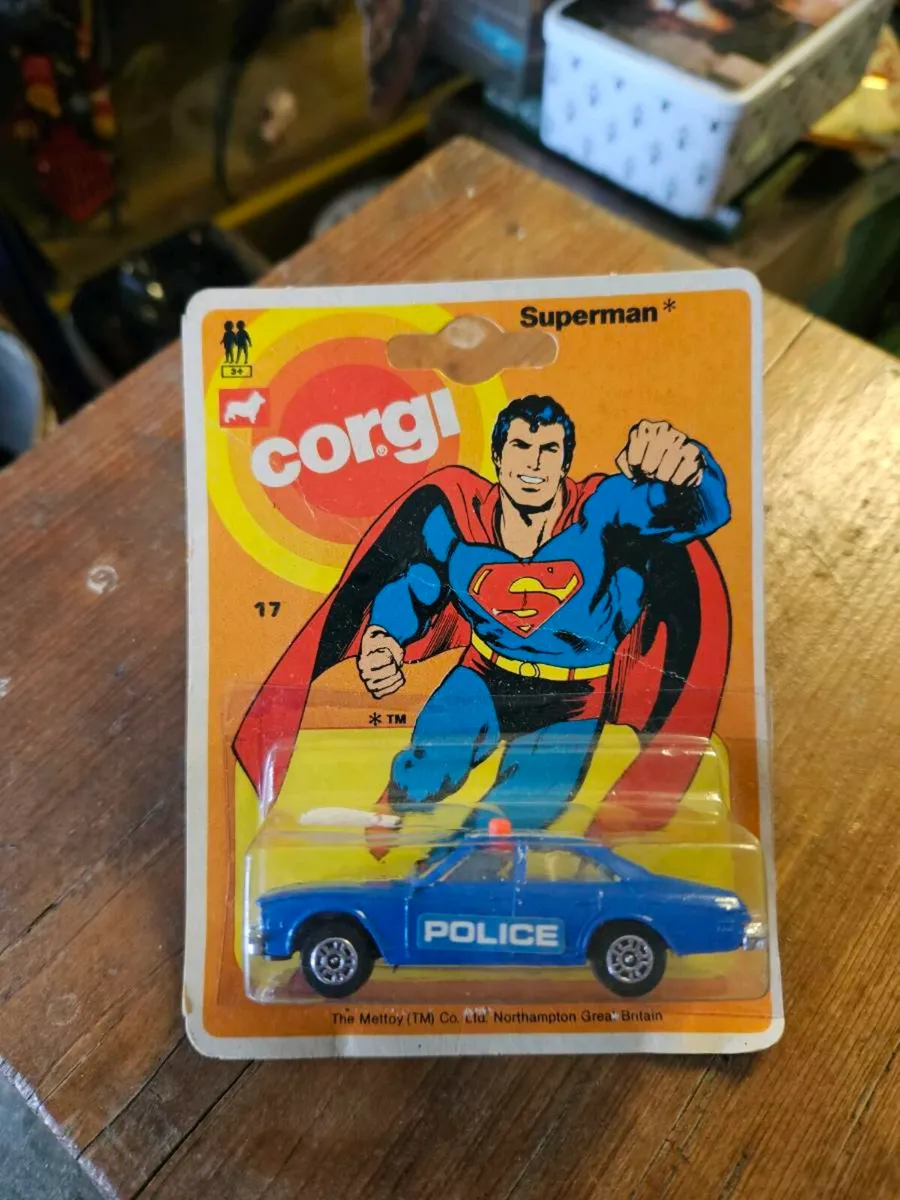 Superman*
3+
corgi
®
S
17
* TM
POLICE
The Mettoy (TM) Co. Ltd. Northampton Great Britain